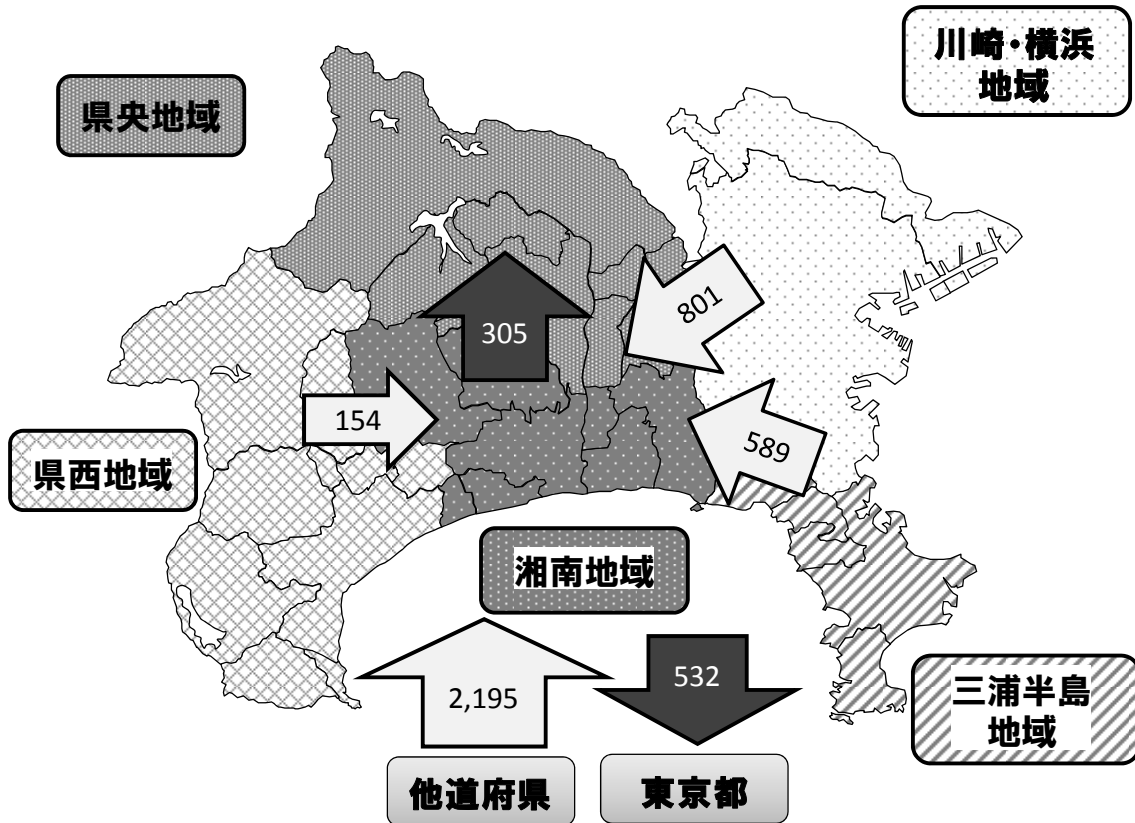 川崎・横浜
地域
県央地域
801
305
154
589
県西地域
湘南地域
2,195
532
三浦半島
地域
他道府県
東京都